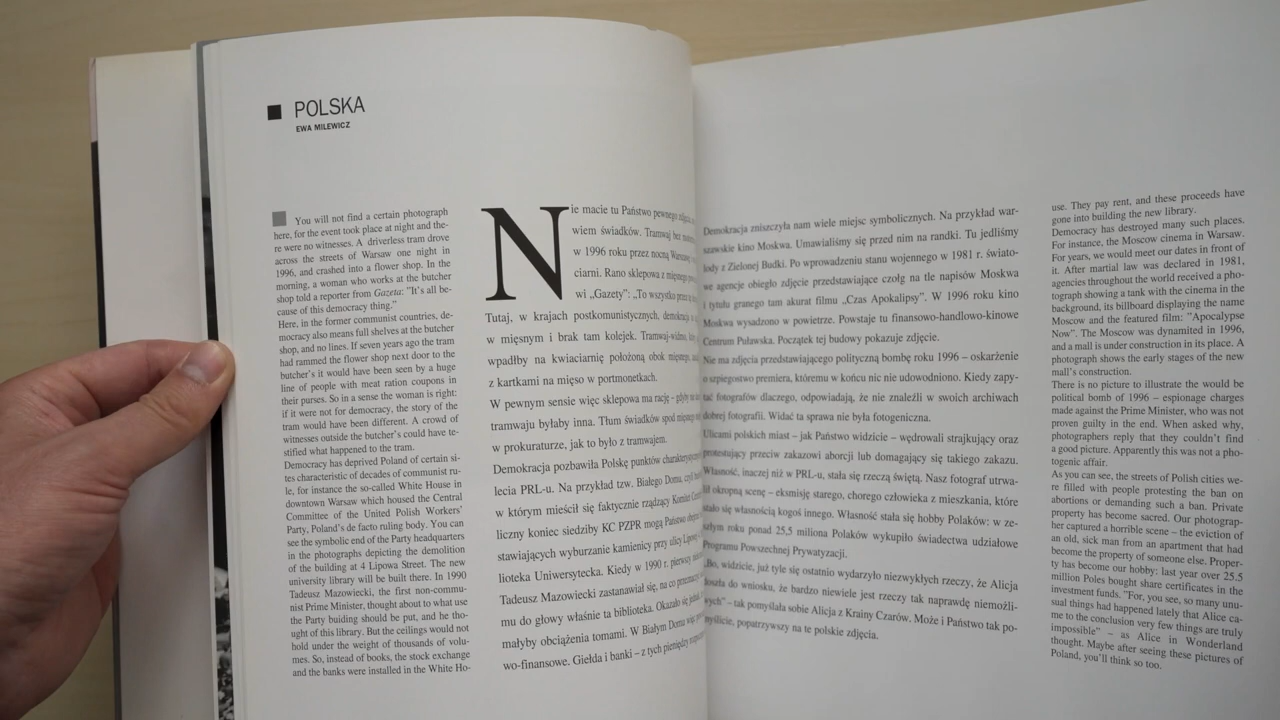 POLSKA
EWA MILEWICZ
You will not find a certain photograph
here, for the event took place at night and the-
re were no witnesses. A driverless tram drove
across the streets of Warsaw one night in
1996, and crashed into a flower shop. In the
morning, a woman who works at the butcher
shop told a reporter from Gazeta: "It's all be-
cause of this democracy thing."
Here, in the former communist countries, de-
mocracy also means full shelves at the butcher
shop, and no lines. If seven years ago the tram
had rammed the flower shop next door to the
butcher's it would have been seen by a huge
line of people with meat ration coupons in
their purses. So in a sense the woman is right:
if it were not for democracy, the story of the
tram would have been different. A crowd of
witnesses outside the butcher's could have te-
stified what happened to the tram.
Democracy has deprived Poland of certain si-
tes characteristic of decades of communist ru-
le, for instance the so-called White House in
downtown Warsaw which housed the Central
Committee of the United Polish Workers'
Party, Poland's de facto ruling body. You can
see the symbolic end of the Party headquarters
in the photographs depicting the demolition
of the building at 4 Lipowa Street. The new
university library will be built there. In 1990
Tadeusz Mazowiecki, the first non-commu-
nist Prime Minister, thought about to what use
the Party buiding should be put, and he tho-
ught of this library. But the ceilings would not
hold under the weight of thousands of volu-
mes. So, instead of books, the stock exchange
and the banks were installed in the White Ho-
Nie macie tu Państwo pewnego
wiem świadków. Tramwaj bez
w 1996 roku przez nocną
ciarni. Rano sklepowa z
wi „Gazety": „To wszystko
Tutaj, w krajach postkomunistycznych,
w mięsnym i brak tam kolejek.
wpadłby na kwiaciarnię położoną obok
z kartkami na mięso w portmonetkach.
W pewnym sensie więc sklepowa ma rację -
tramwaju byłaby inna. Tłum świadków spod
w prokuraturze, jak to było z tramwajem.
Demokracja pozbawiła Polskę punktów
lecia PRL-u. Na przykład tzw. Białego Domu,
w którym mieścił się faktycznie rządzący Komitet
liczny koniec siedziby KC PZPR mogą Państwo
stawiających wyburzanie kamienicy przy ulicy Lipowej
lioteka Uniwersytecka. Kiedy w 1990 r. pierwszy
Tadeusz Mazowiecki zastanawiał się, na co
mu do głowy właśnie ta biblioteka. Okazało się
małyby obciążenia tomami. W Białym Domu
wo-finansowe. Giełda i banki – z tych pieniędzy
Demokracja zniszczyła nam wiele miejsc symbolicznych. Na przykład war-
szawskie kino Moskwa. Umawialiśmy się przed nim na randki. Tu jedliśmy
lody z Zielonej Budki. Po wprowadzeniu stanu wojennego w 1981 r. świato-
we agencje obiegło zdjęcie przedstawiające czołg na tle napisów Moskwa
i tytułu granego tam akurat filmu „Czas Apokalipsy". W 1996 roku kino
Moskwa wysadzono w powietrze. Powstaje tu finansowo-handlowo-kinowe
Centrum Puławska. Początek tej budowy pokazuje zdjęcie.
Nie ma zdjęcia przedstawiającego polityczną bombę roku 1996 – oskarżenie
o szpiegostwo premiera, któremu w końcu nic nie udowodniono. Kiedy zapy-
tać fotografów dlaczego, odpowiadają, że nie znaleźli w swoich archiwach
dobrej fotografii. Widać ta sprawa nie była fotogeniczna.
Ulicami polskich miast – jak Państwo widzicie – wędrowali strajkujący oraz
protestujący przeciw zakazowi aborcji lub domagający się takiego zakazu.
Własność, inaczej niż w PRL-u, stała się rzeczą świętą. Nasz fotograf utrwa-
lił okropną scenę – eksmisję starego, chorego człowieka z mieszkania, które
stało się własnością kogoś innego. Własność stała się hobby Polaków: w ze-
szłym roku ponad 25,5 miliona Polaków wykupiło świadectwa udziałowe
Programu Powszechnej Prywatyzacji.
„Bo, widzicie, już tyle się ostatnio wydarzyło niezwykłych rzeczy, że Alicja
doszła do wniosku, że bardzo niewiele jest rzeczy tak naprawdę niemożli-
wych" – tak pomyślała sobie Alicja z Krainy Czarów. Może i Państwo tak po-
myślicie, popatrzywszy na te polskie zdjęcia.
use. They pay rent, and these proceeds have
gone into building the new library.
Democracy has destroyed many such places.
For instance, the Moscow cinema in Warsaw.
For years, we would meet our dates in front of
it. After martial law was declared in 1981,
agencies throughout the world received a pho-
tograph showing a tank with the cinema in the
background, its billboard displaying the name
Moscow and the featured film: "Apocalypse
Now". The Moscow was dynamited in 1996,
and a mall is under construction in its place. A
photograph shows the early stages of the new
mall's construction.
There is no picture to illustrate the would be
political bomb of 1996 – espionage charges
made against the Prime Minister, who was not
proven guilty in the end. When asked why,
photographers reply that they couldn't find
a good picture. Apparently this was not a pho-
togenic affair.
As you can see, the streets of Polish cities we-
re filled with people protesting the ban on
abortions or demanding such a ban. Private
property has become sacred. Our photograp-
her captured a horrible scene – the eviction of
an old, sick man from an apartment that had
become the property of someone else. Proper-
ty has become our hobby: last year over 25.5
million Poles bought share certificates in the
investment funds. "For, you see, so many unu-
sual things had happened lately that Alice ca-
me to the conclusion very few things are truly
impossible" – as Alice in Wonderland
thought. Maybe after seeing these pictures of
Poland, you'll think so too.